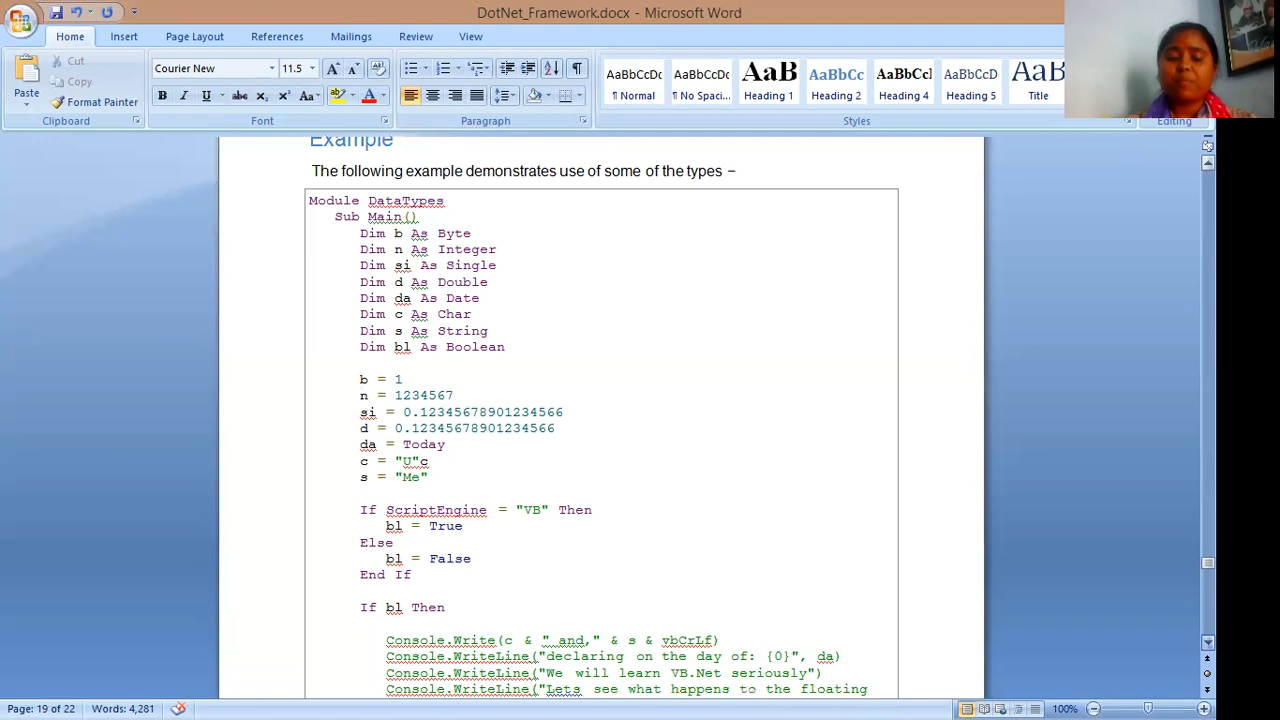 DotNet_Framework.docx - Microsoft Word
Home Insert Page Layout References Mailings Review View
Paste
Cut
Copy
Format Painter
Clipboard
Courier New 11.5
Font
Paragraph
AaBbCcDc AaBbCcDc AaB AaBbCc AaBbCcI AaBbCcD AaB
¶ Normal ¶ No Spaci... Heading 1 Heading 2 Heading 4 Heading 5 Title
Styles
Editing
Example
The following example demonstrates use of some of the types −
Module DataTypes
Sub Main()
Dim b As Byte
Dim n As Integer
Dim si As Single
Dim d As Double
Dim da As Date
Dim c As Char
Dim s As String
Dim bl As Boolean
b = 1
n = 1234567
si = 0.12345678901234566
d = 0.12345678901234566
da = Today
c = "U"c
s = "Me"
If ScriptEngine = "VB" Then
bl = True
Else
bl = False
End If
If bl Then
Console.Write(c & " and," & s & vbCrLf)
Console.WriteLine("declaring on the day of: {0}", da)
Console.WriteLine("We will learn VB.Net seriously")
Console.WriteLine("Lets see what happens to the floating
Page: 19 of 22 Words: 4,281 100%